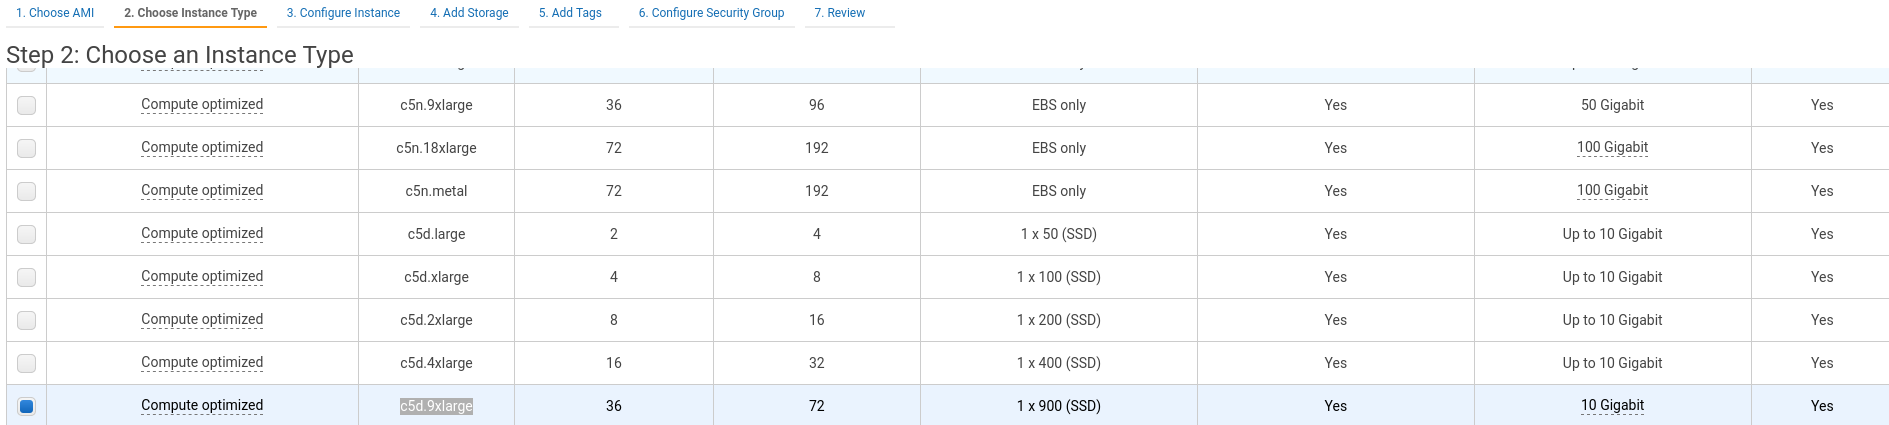 1. Choose AMI 2. Choose Instance Type 3. Configure Instance 4. Add Storage 5. Add Tags 6. Configure Security Group 7. Review
Step 2: Choose an Instance Type
Compute optimized c5n.9xlarge 36 96 EBS only Yes 50 Gigabit Yes
Compute optimized c5n.18xlarge 72 192 EBS only Yes 100 Gigabit Yes
Compute optimized c5n.metal 72 192 EBS only Yes 100 Gigabit Yes
Compute optimized c5d.large 2 4 1 x 50 (SSD) Yes Up to 10 Gigabit Yes
Compute optimized c5d.xlarge 4 8 1 x 100 (SSD) Yes Up to 10 Gigabit Yes
Compute optimized c5d.2xlarge 8 16 1 x 200 (SSD) Yes Up to 10 Gigabit Yes
Compute optimized c5d.4xlarge 16 32 1 x 400 (SSD) Yes Up to 10 Gigabit Yes
Compute optimized c5d.9xlarge 36 72 1 x 900 (SSD) Yes 10 Gigabit Yes